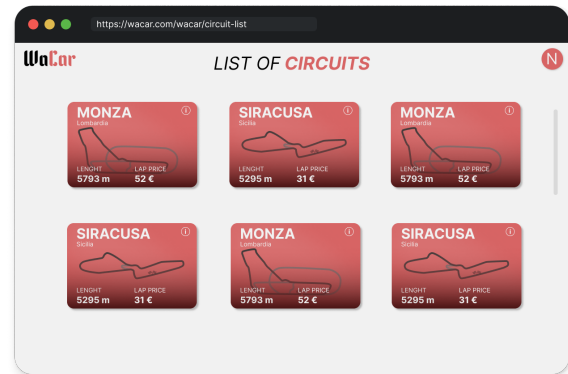 https://wacar.com/wacar/circuit-list
WaCar
LIST OF CIRCUITS
N
MONZA
Lombardia
LENGHT LAP PRICE
5793 m 52 €
SIRACUSA
Sicilia
LENGHT LAP PRICE
5295 m 31 €
MONZA
Lombardia
LENGHT LAP PRICE
5793 m 52 €
SIRACUSA
Sicilia
LENGHT LAP PRICE
5295 m 31 €
MONZA
Lombardia
LENGHT LAP PRICE
5793 m 52 €
SIRACUSA
Sicilia
LENGHT LAP PRICE
5295 m 31 €